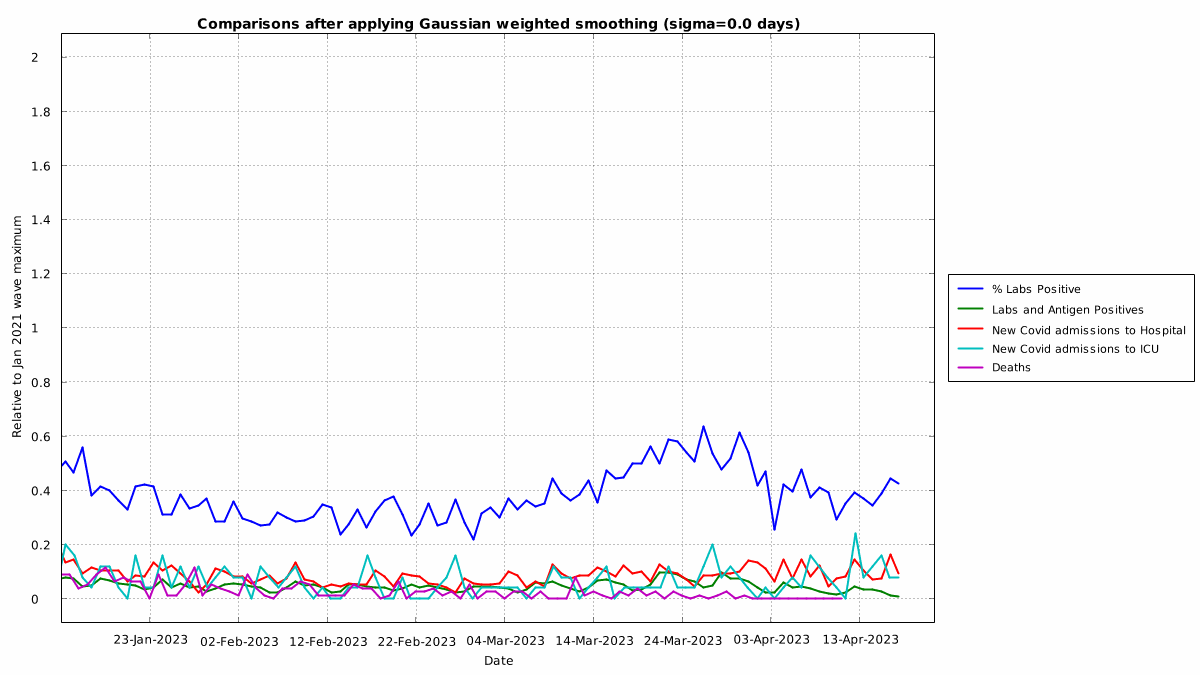 Comparisons after applying Gaussian weighted smoothing (sigma=0.0 days)
2
1.8
1.6
1.4
1.2
1
0.8
0.6
0.4
0.2
0
Relative to Jan 2021 wave maximum
23-Jan-2023 02-Feb-2023 12-Feb-2023 22-Feb-2023 04-Mar-2023 14-Mar-2023 24-Mar-2023 03-Apr-2023 13-Apr-2023
Date
% Labs Positive
Labs and Antigen Positives
New Covid admissions to Hospital
New Covid admissions to ICU
Deaths